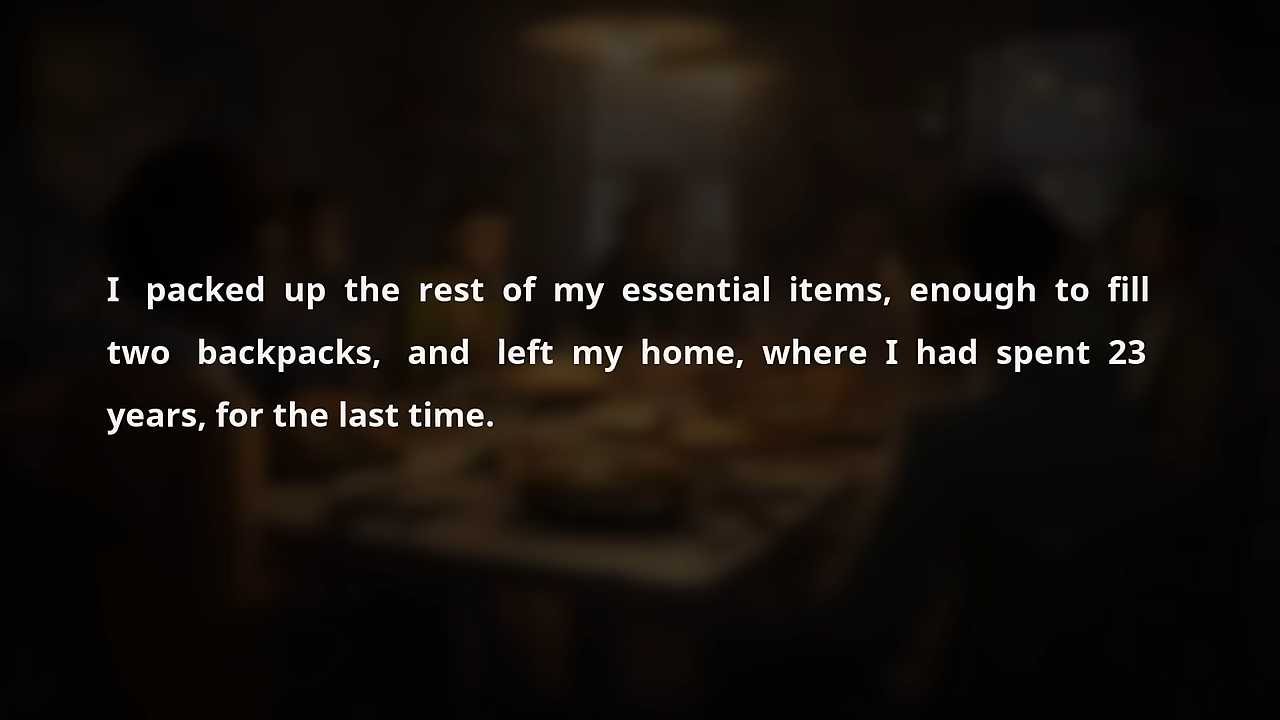 I packed up the rest of my essential items, enough to fill
two backpacks, and left my home, where I had spent 23
years, for the last time.